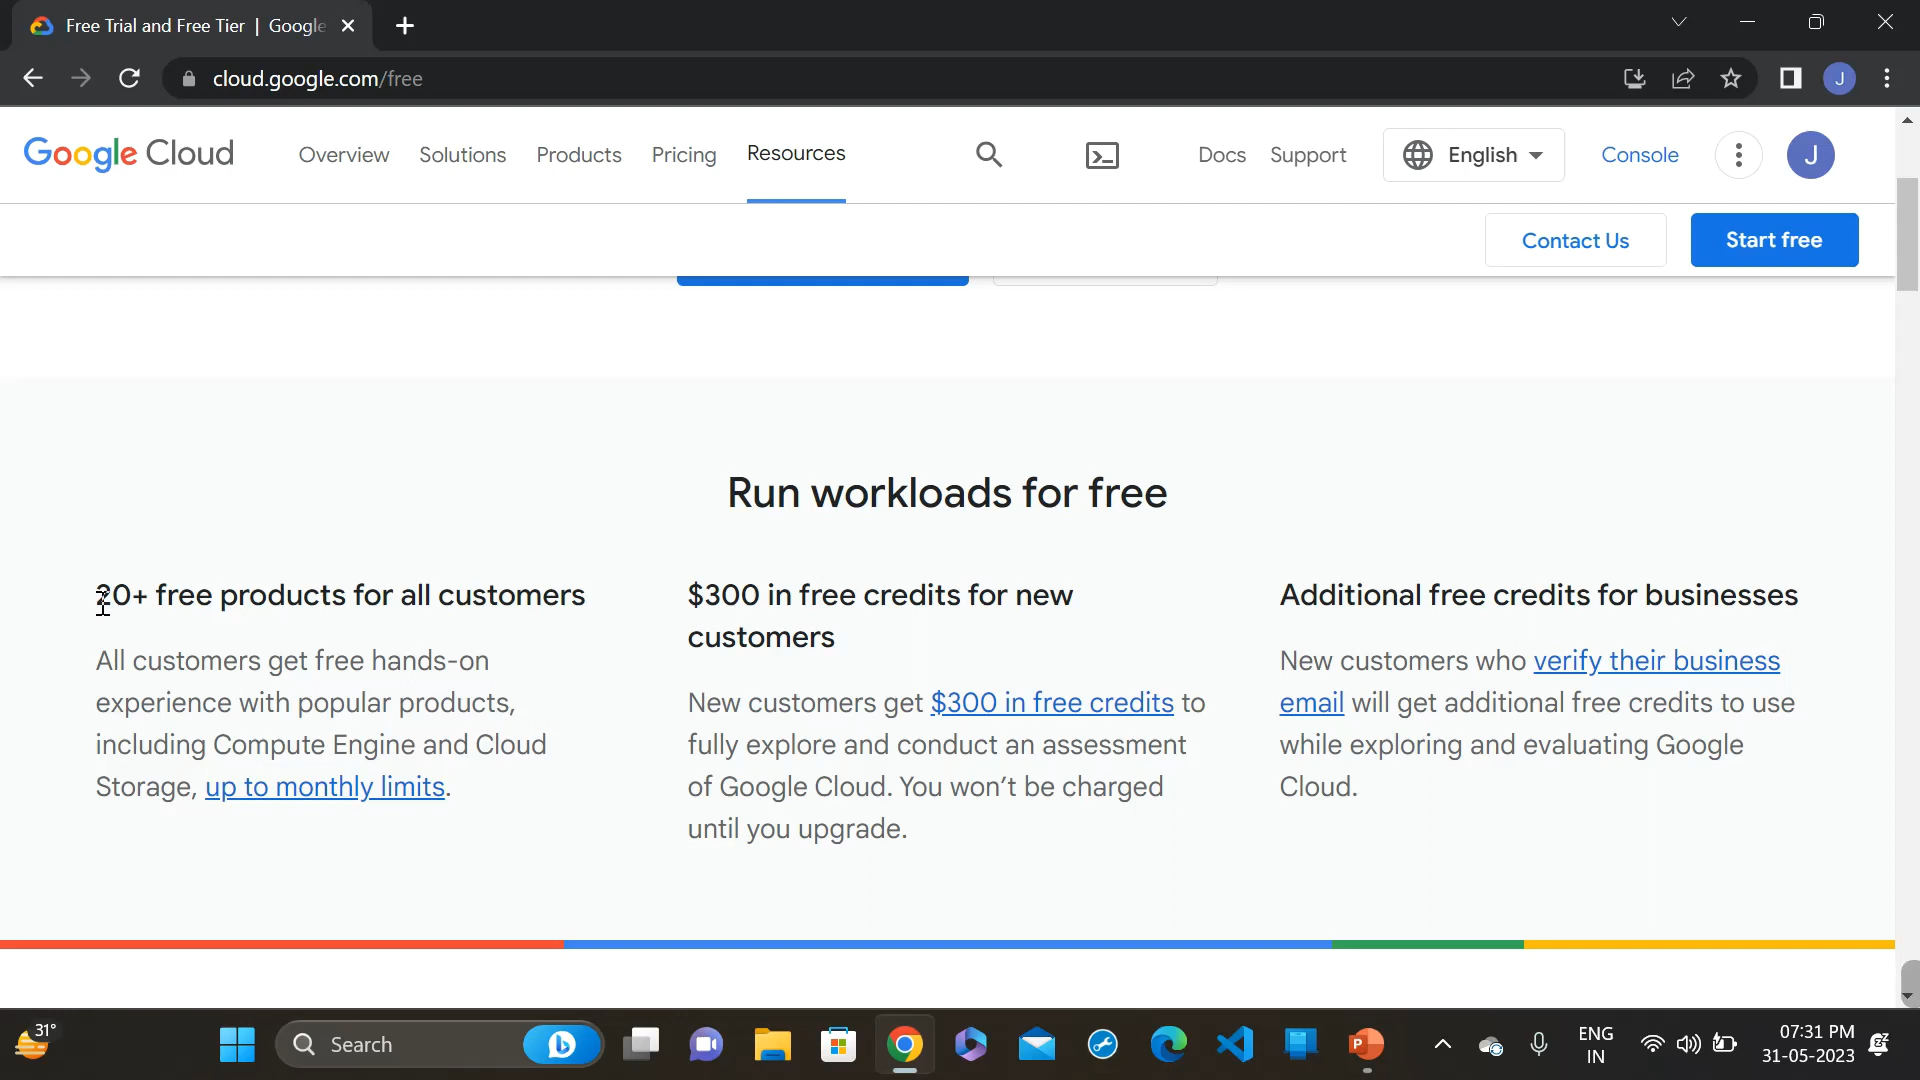 Free Trial and Free Tier | Google
cloud.google.com/free
J
Google Cloud
Overview
Solutions
Products
Pricing
Resources
Docs
Support
English
Console
J
Contact Us
Start free
Run workloads for free
20+ free products for all customers
All customers get free hands-on
experience with popular products,
including Compute Engine and Cloud
Storage, up to monthly limits.
$300 in free credits for new
customers
New customers get $300 in free credits to
fully explore and conduct an assessment
of Google Cloud. You won’t be charged
until you upgrade.
Additional free credits for businesses
New customers who verify their business
email will get additional free credits to use
while exploring and evaluating Google
Cloud.
31°
Search
ENG
IN
07:31 PM
31-05-2023